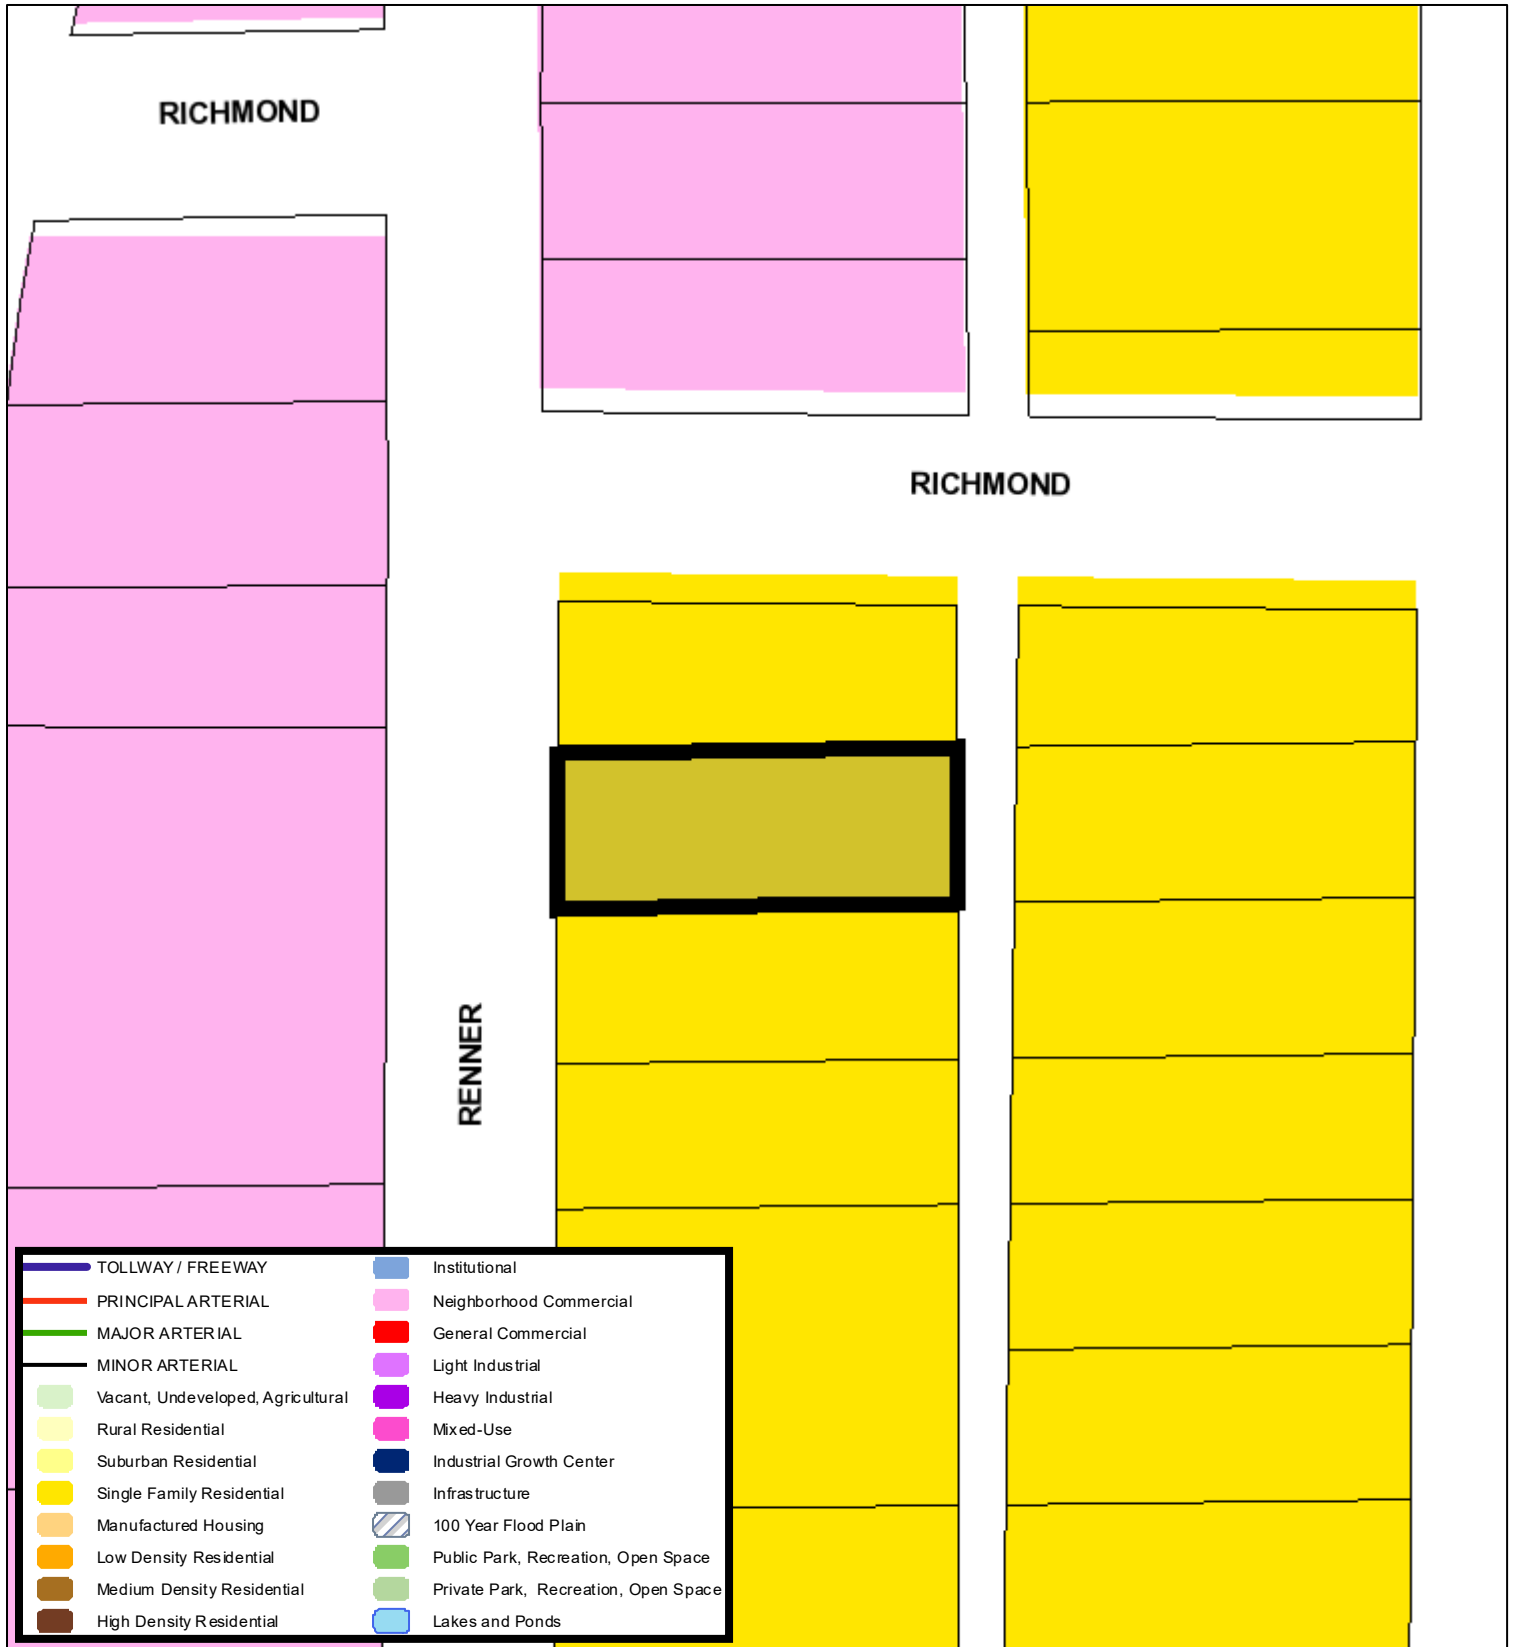 RICHMOND
RICHMOND
RENNER
TOLLWAY / FREEWAY
PRINCIPAL ARTERIAL
MAJOR ARTERIAL
MINOR ARTERIAL
Vacant, Undeveloped, Agricultural
Rural Residential
Suburban Residential
Single Family Residential
Manufactured Housing
Low Density Residential
Medium Density Residential
High Density Residential
Institutional
Neighborhood Commercial
General Commercial
Light Industrial
Heavy Industrial
Mixed-Use
Industrial Growth Center
Infrastructure
100 Year Flood Plain
Public Park, Recreation, Open Space
Private Park, Recreation, Open Space
Lakes and Ponds